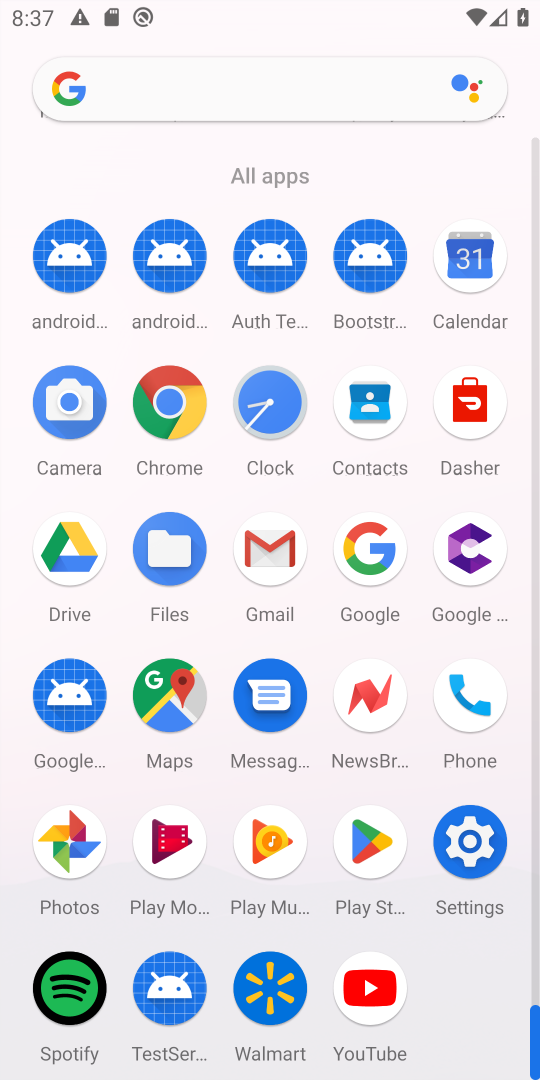 8:37
All apps
android...
android...
Auth Te...
Bootstr...
31
Calendar
Camera
Chrome
Clock
Contacts
Dasher
Drive
Files
Gmail
Google
Google ...
Google...
Maps
Messag...
NewsBr...
Phone
Photos
Play Mo...
Play Mu...
Play St...
Settings
Spotify
TestSer...
Walmart
YouTube